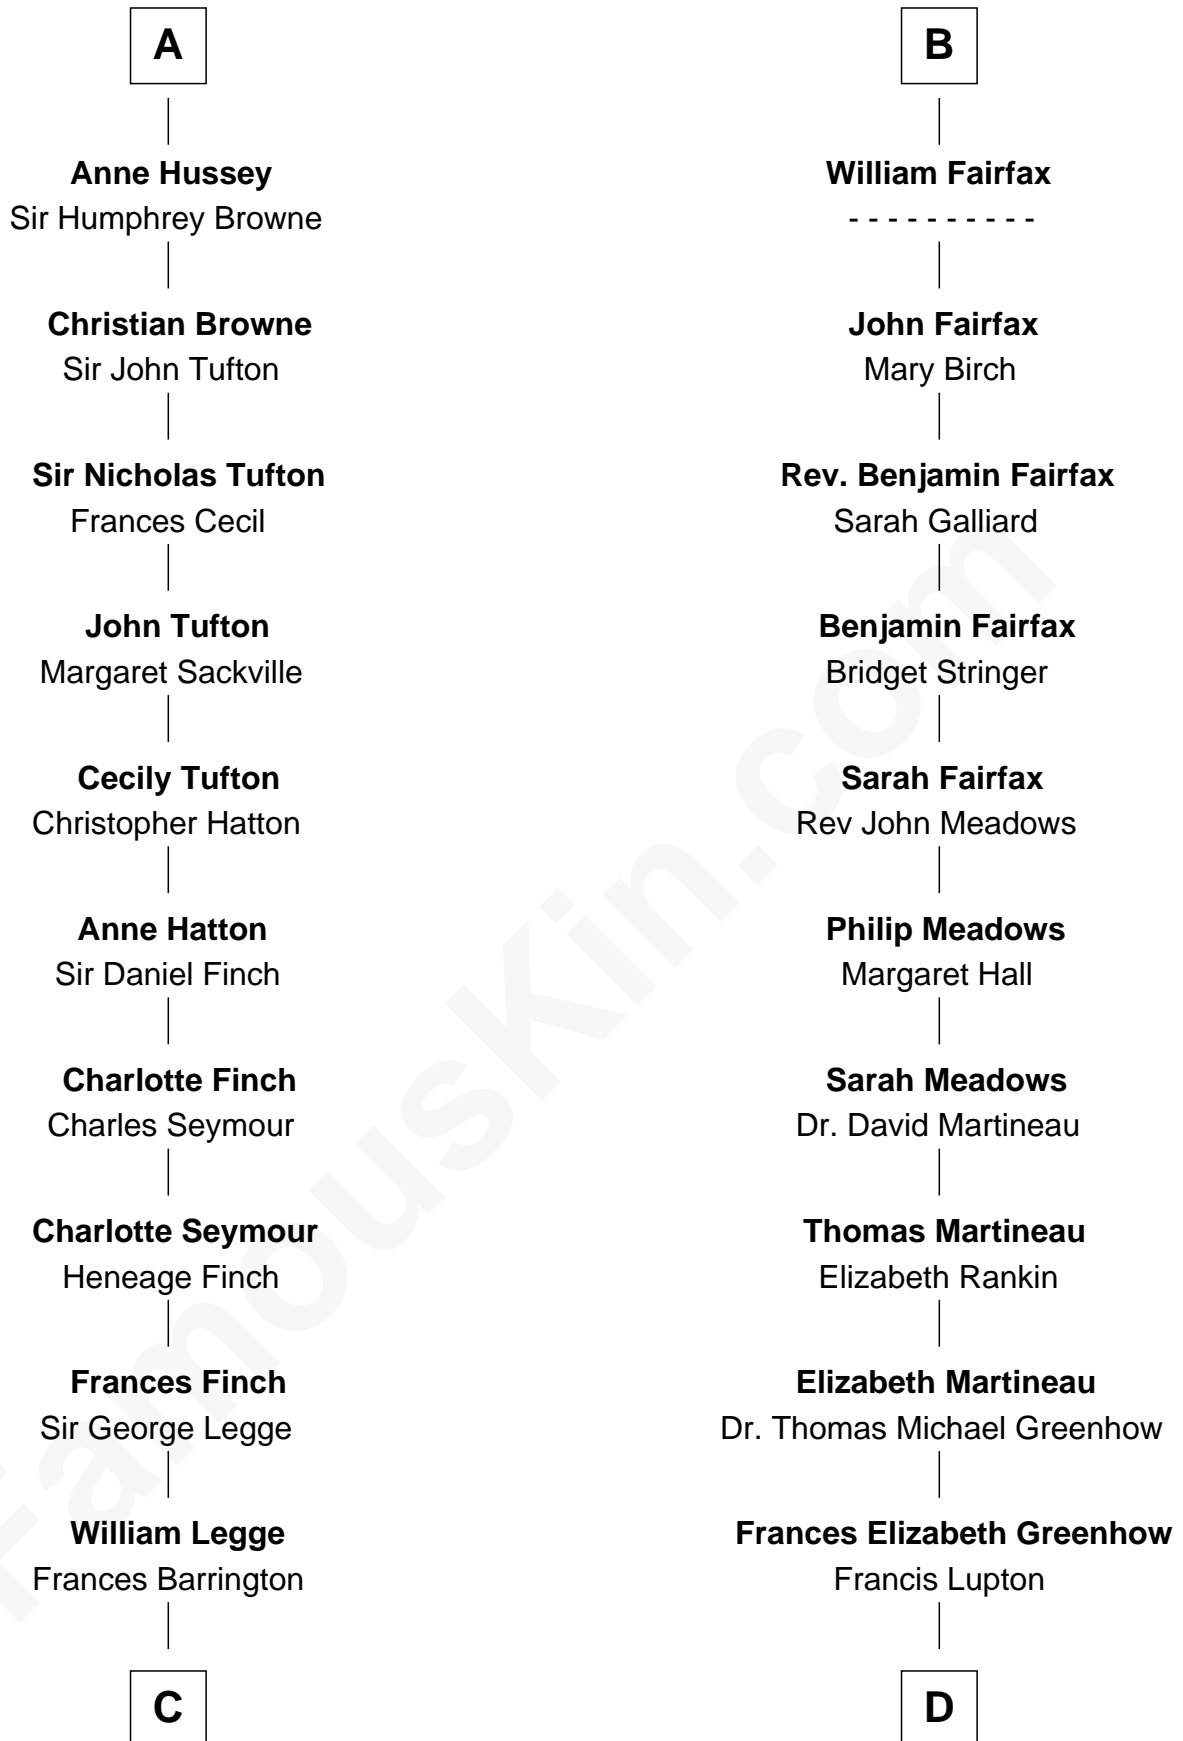 A
Anne Hussey
Sir Humphrey Browne
Christian Browne
Sir John Tufton
Sir Nicholas Tufton
Frances Cecil
John Tufton
Margaret Sackville
Cecily Tufton
Christopher Hatton
Anne Hatton
Sir Daniel Finch
Charlotte Finch
Charles Seymour
Charlotte Seymour
Heneage Finch
Frances Finch
Sir George Legge
William Legge
Frances Barrington
C
B
William Fairfax
- - - - - - - - - -
John Fairfax
Mary Birch
Rev. Benjamin Fairfax
Sarah Galliard
Benjamin Fairfax
Bridget Stringer
Sarah Fairfax
Rev John Meadows
Philip Meadows
Margaret Hall
Sarah Meadows
Dr. David Martineau
Thomas Martineau
Elizabeth Rankin
Elizabeth Martineau
Dr. Thomas Michael Greenhow
Frances Elizabeth Greenhow
Francis Lupton
D
FamousKin.com